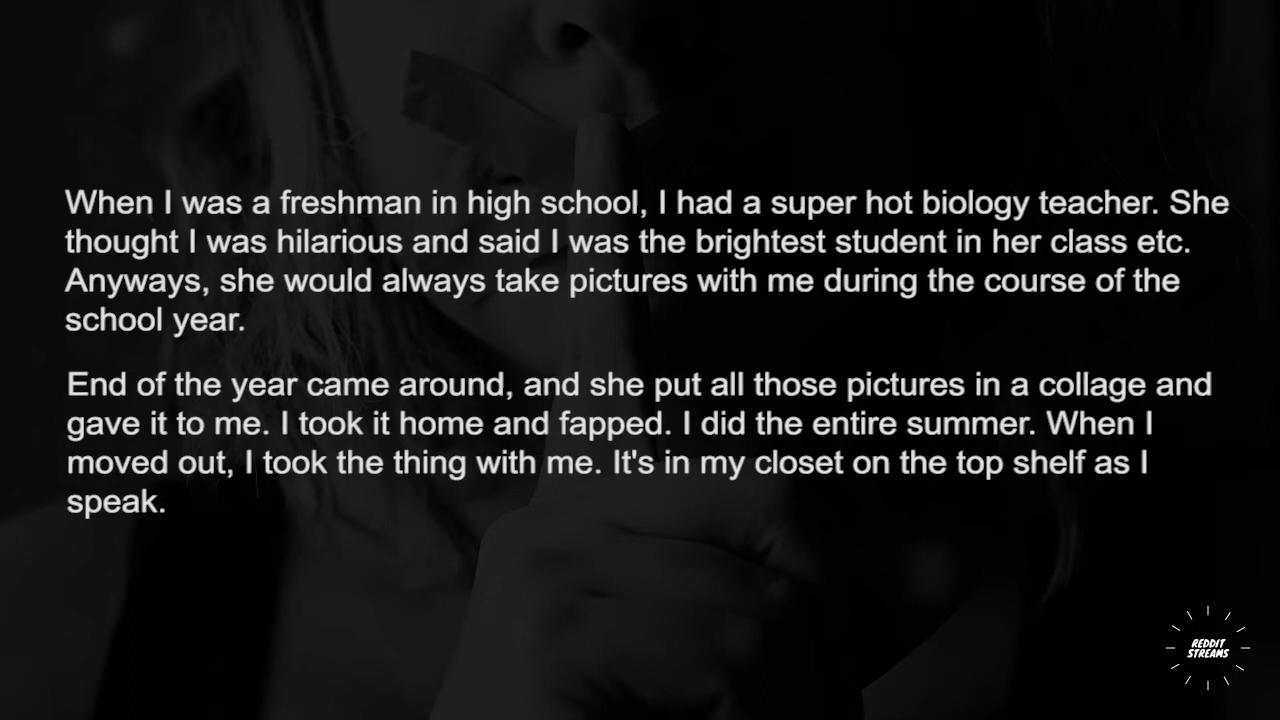 When I was a freshman in high school, I had a super hot biology teacher. She
thought I was hilarious and said I was the brightest student in her class etc.
Anyways, she would always take pictures with me during the course of the
school year.
End of the year came around, and she put all those pictures in a collage and
gave it to me. I took it home and fapped. I did the entire summer. When I
moved out, I took the thing with me. It's in my closet on the top shelf as I
speak.
REDDIT
STREAMS